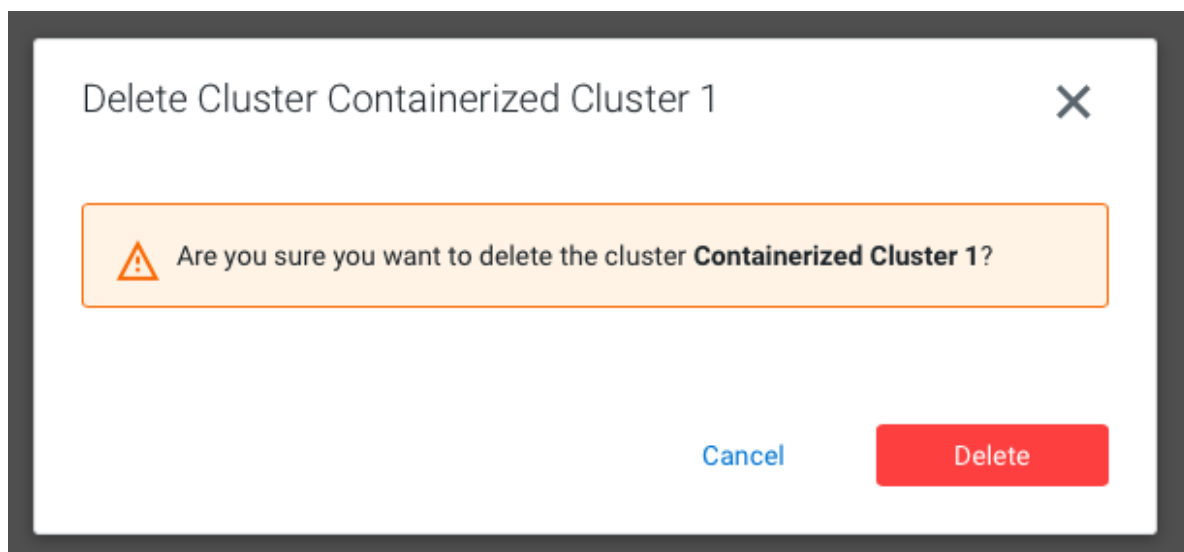 Delete Cluster Containerized Cluster 1
Are you sure you want to delete the cluster Containerized Cluster 1?
Cancel
Delete